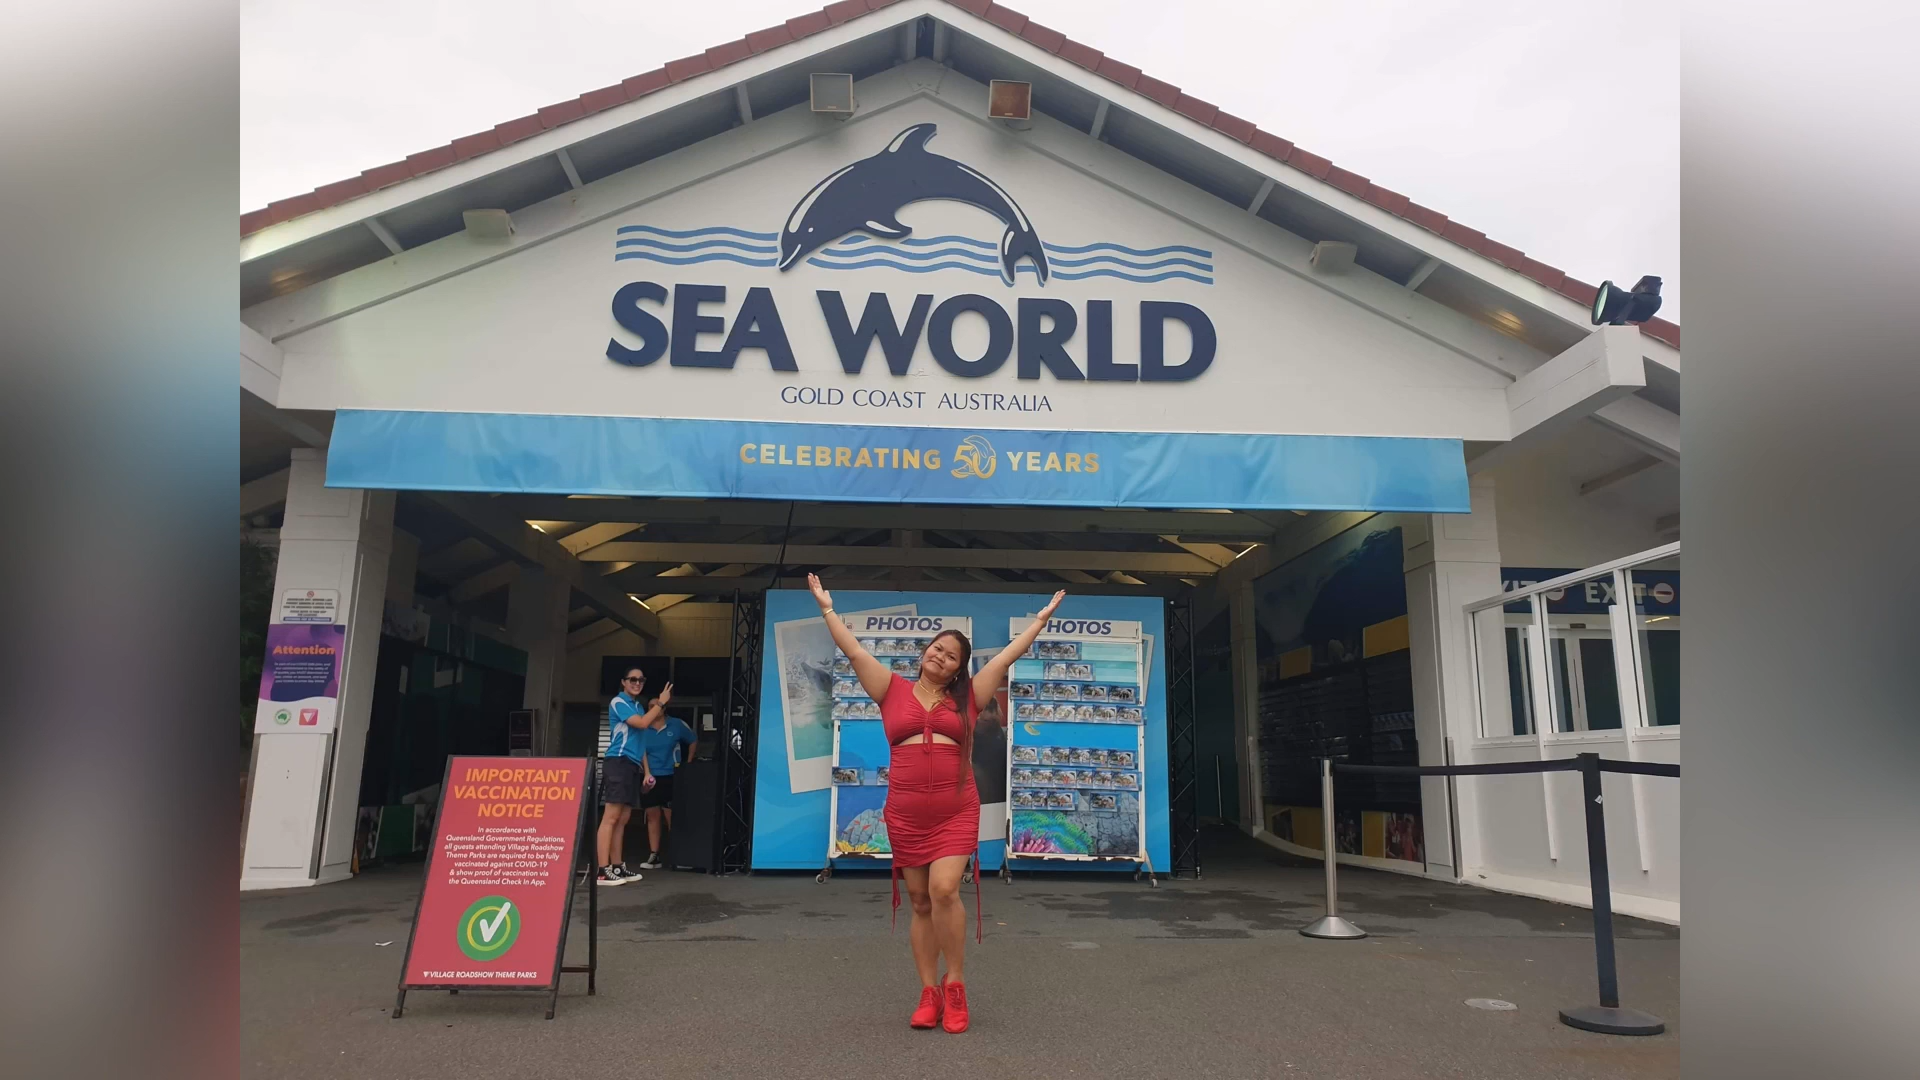 SEA WORLD
GOLD COAST AUSTRALIA
CELEBRATING 50 YEARS
EXIT
PHOTOS
PHOTOS
Attention
IMPORTANT
VACCINATION
NOTICE
In accordance with
Queensland Government Regulations,
all guests attending Village Roadshow
Theme Parks are required to be fully
vaccinated against COVID-19
& show proof of vaccination via
the Queensland Check In App.
VILLAGE ROADSHOW THEME PARKS